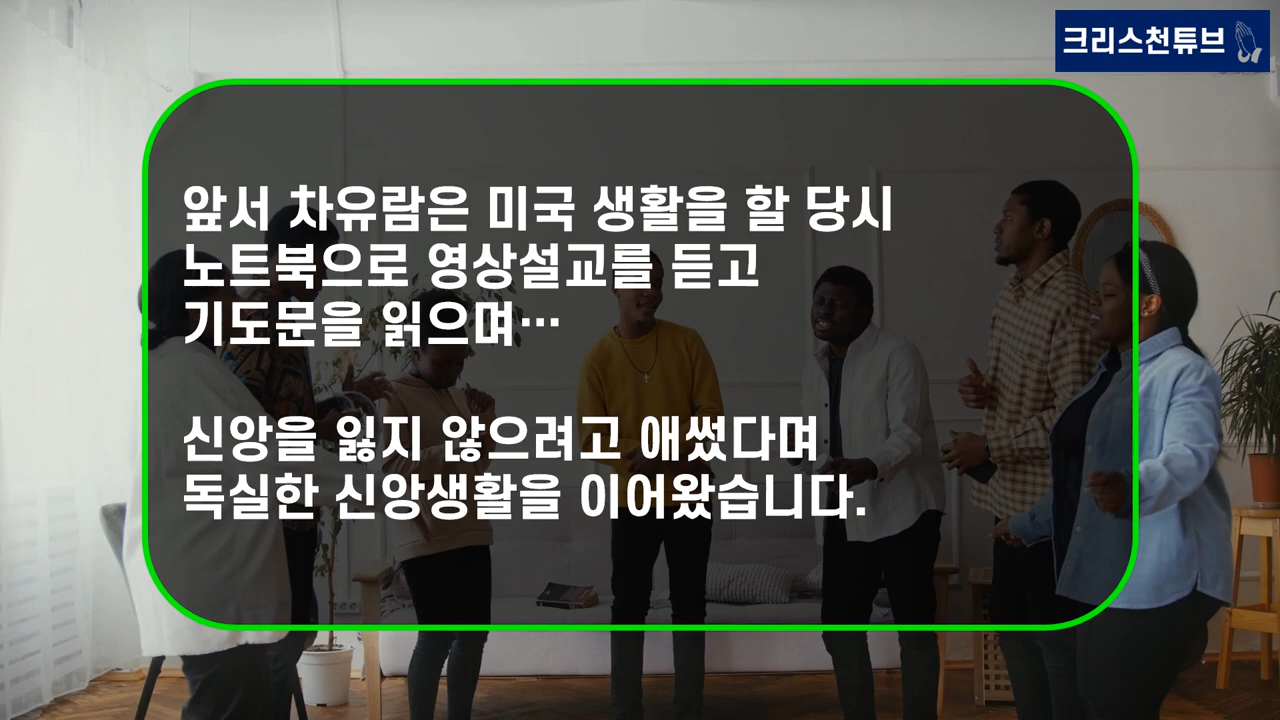 크리스천튜브
앞서 차유람은 미국 생활을 할 당시
노트북으로 영상설교를 듣고
기도문을 읽으며…
신앙을 잃지 않으려고 애썼다며
독실한 신앙생활을 이어왔습니다.